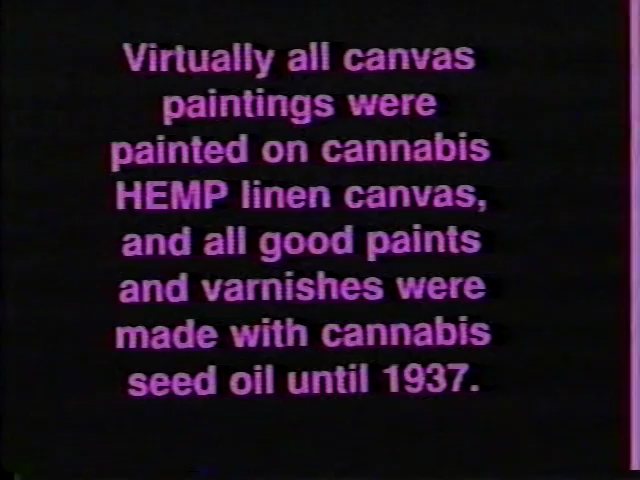 Virtually all canvas
paintings were
painted on cannabis
HEMP linen canvas,
and all good paints
and varnishes were
made with cannabis
seed oil until 1937.